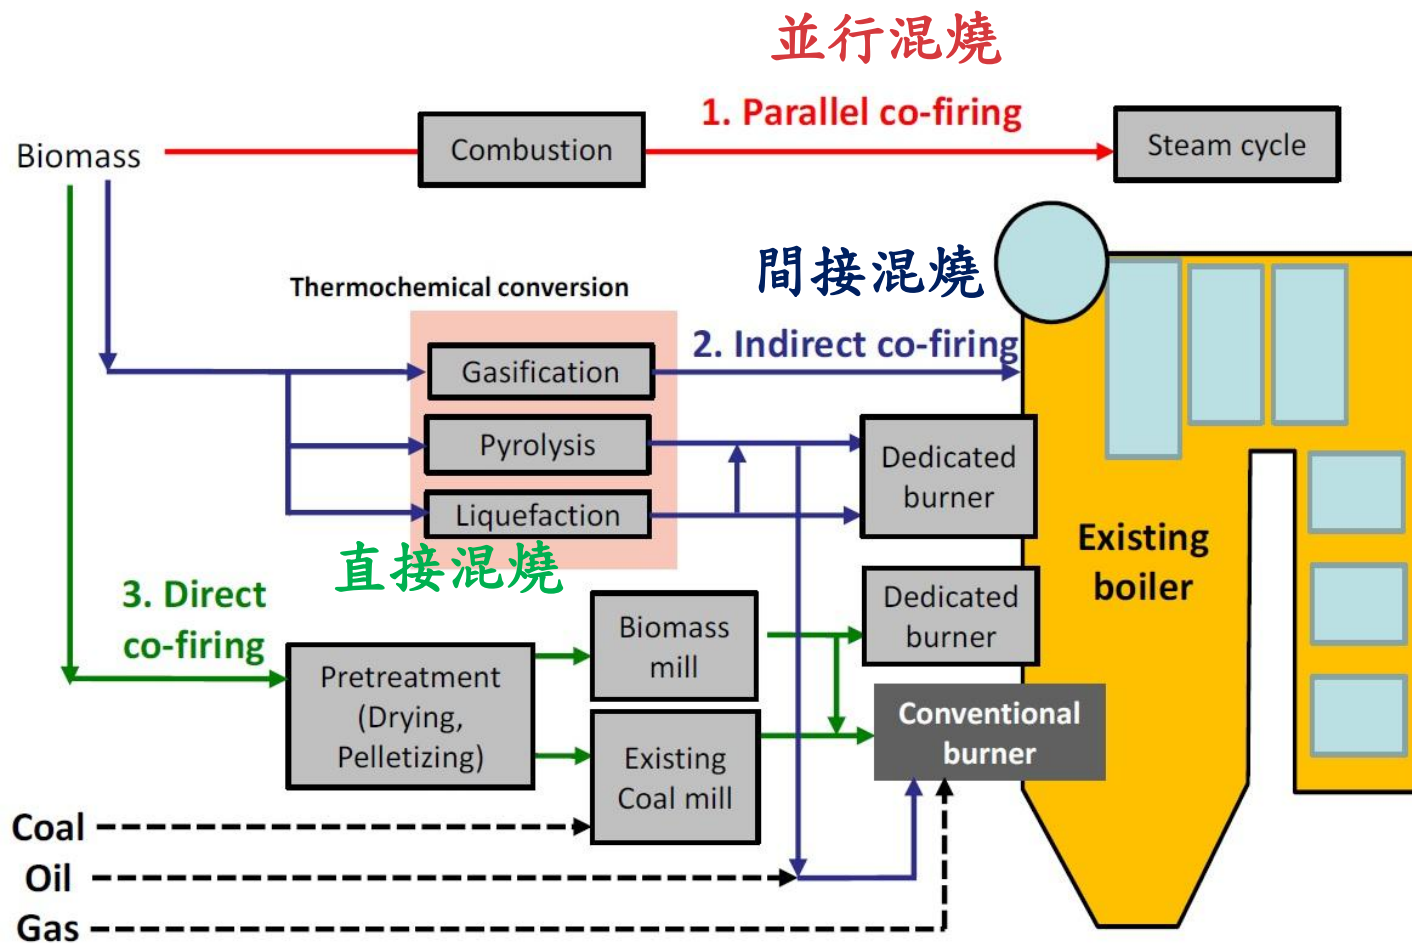 並行混燒
1. Parallel co-firing
Biomass
Combustion
Steam cycle
間接混燒
Thermochemical conversion
2. Indirect co-firing
Gasification
Pyrolysis
Liquefaction
Dedicated
burner
Existing
boiler
直接混燒
3. Direct
co-firing
Pretreatment
(Drying,
Pelletizing)
Biomass
mill
Dedicated
burner
Existing
Coal mill
Conventional
burner
Coal
Oil
Gas